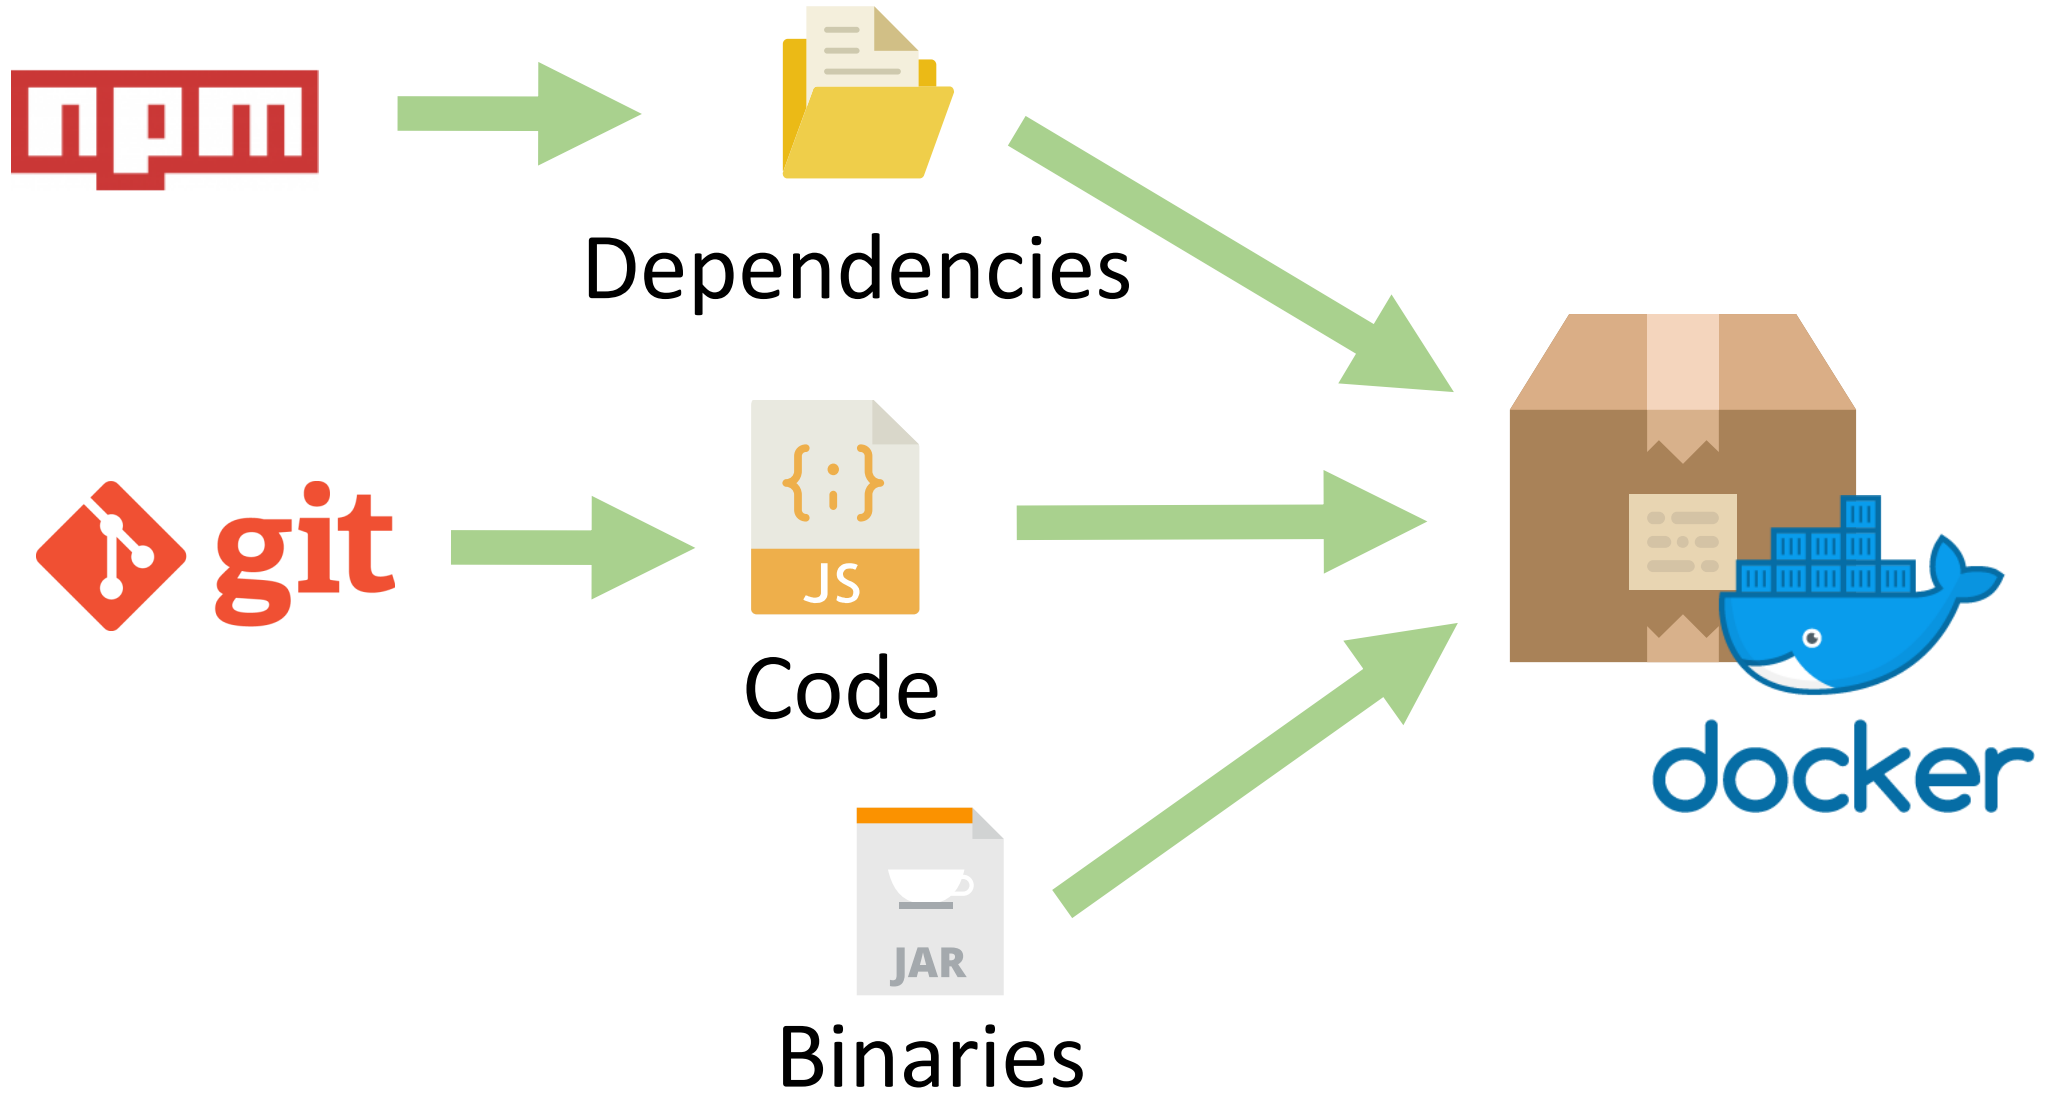 npm
Dependencies
git
{;}
JS
Code
docker
JAR
Binaries